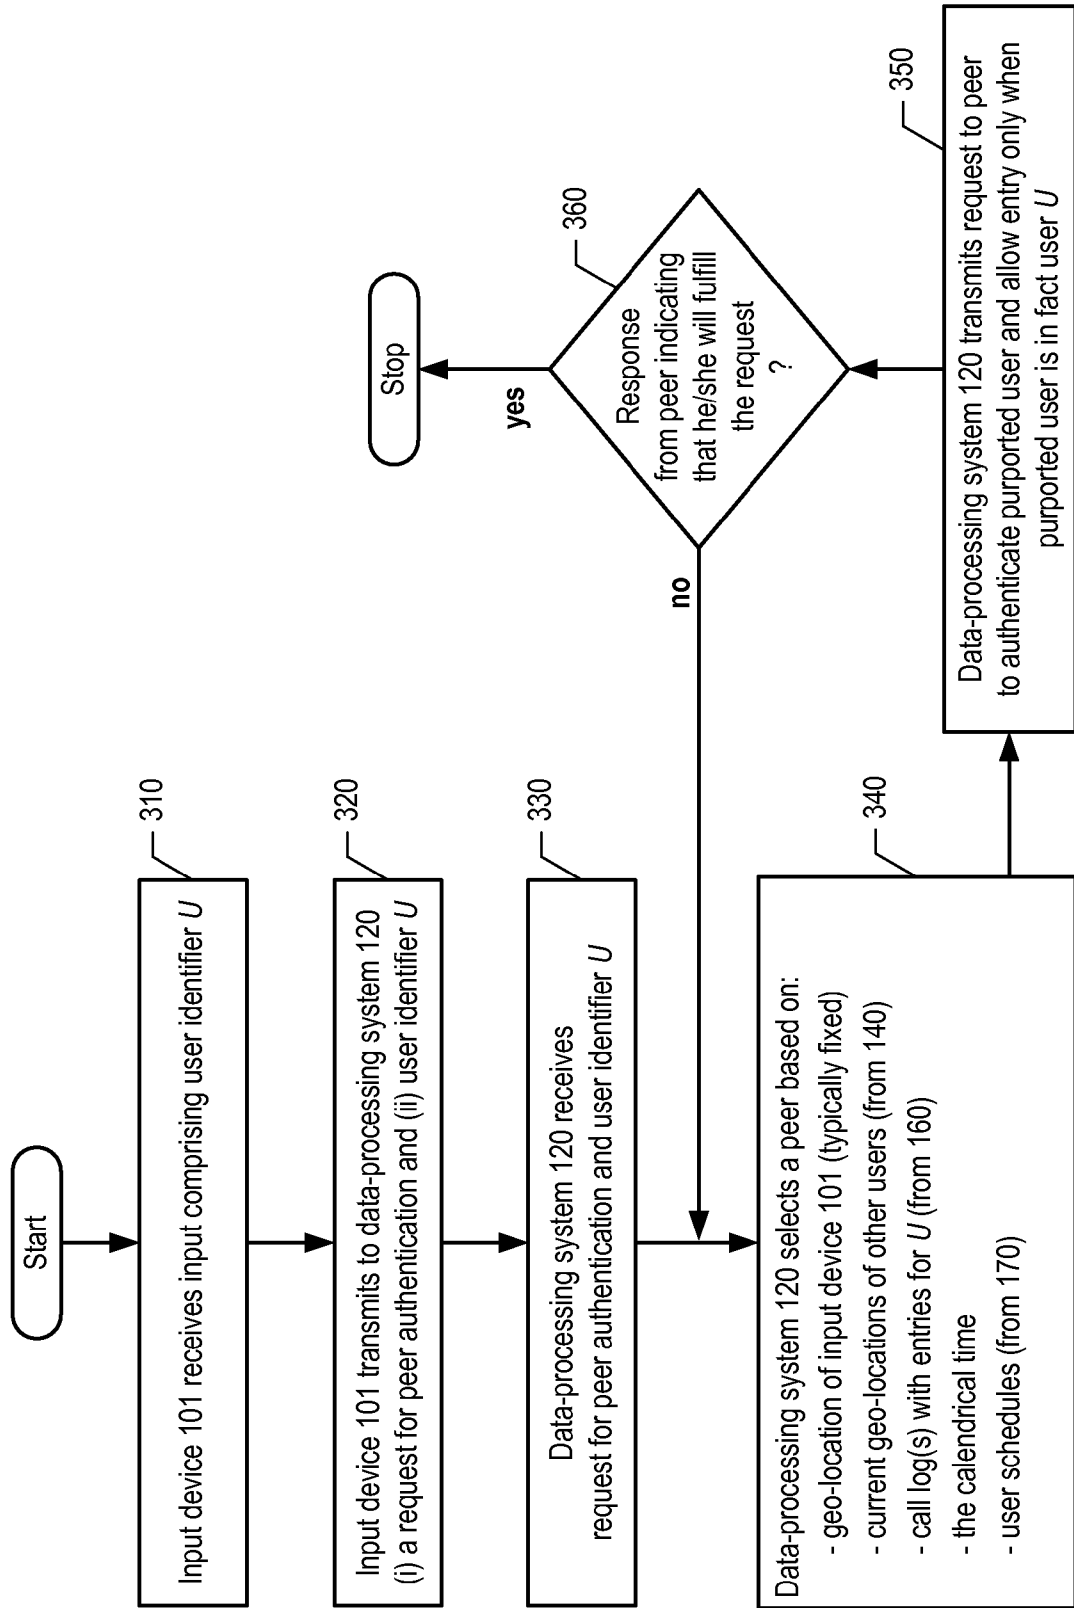 Start
310
Input device 101 receives input comprising user identifier U
320
Input device 101 transmits to data-processing system 120
(i) a request for peer authentication and (ii) user identifier U
330
Data-processing system 120 receives
request for peer authentication and user identifier U
340
Data-processing system 120 selects a peer based on:
- geo-location of input device 101 (typically fixed)
- current geo-locations of other users (from 140)
- call log(s) with entries for U (from 160)
- the calendrical time
- user schedules (from 170)
350
Data-processing system 120 transmits request to peer
to authenticate purported user and allow entry only when
purported user is in fact user U
360
Response
from peer indicating
that he/she will fulfill
the request
?
no
yes
Stop